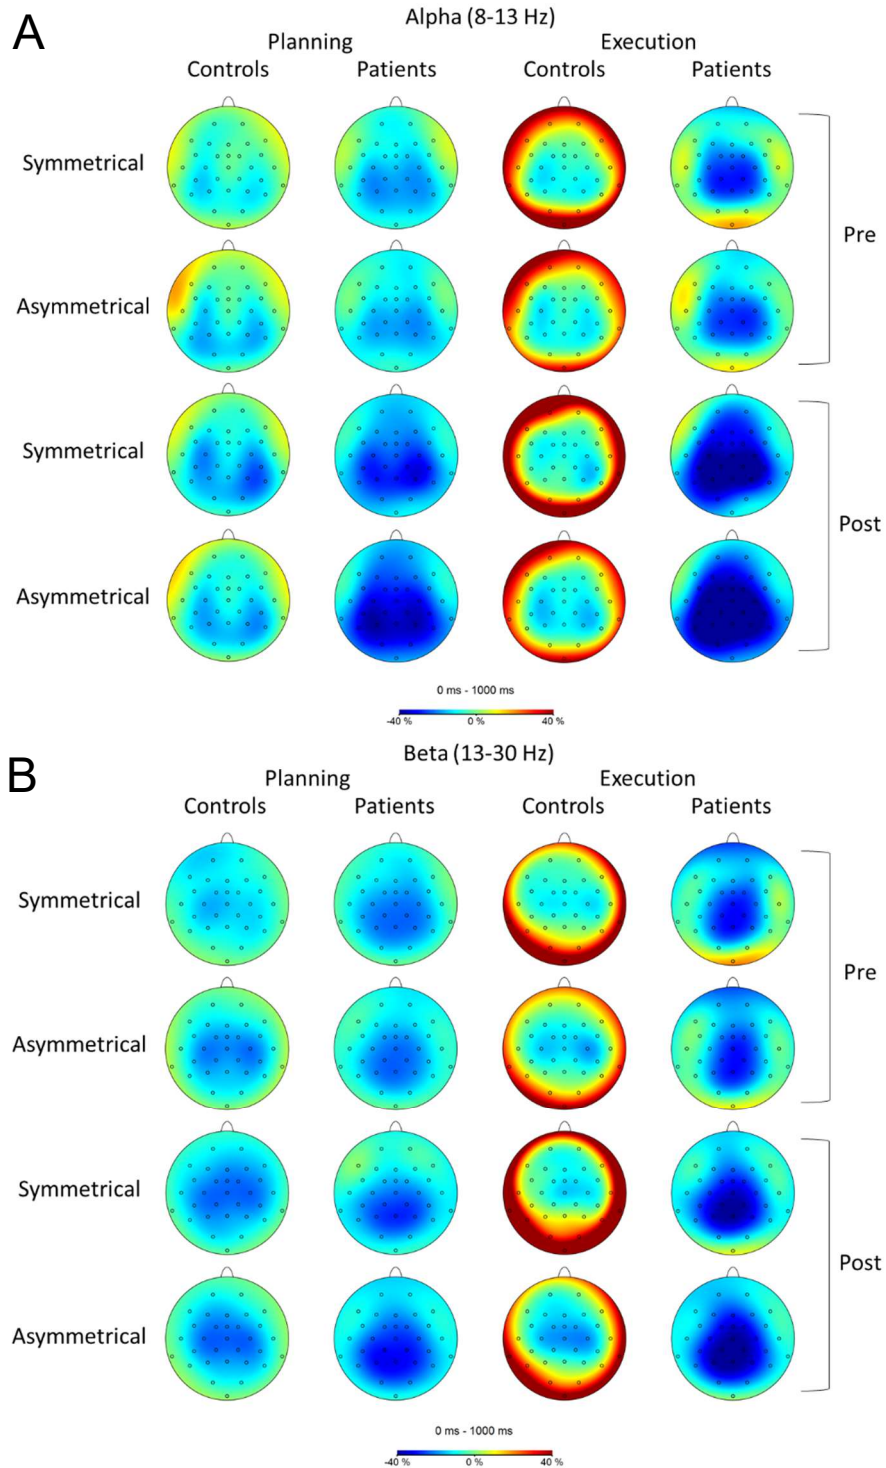 A
Alpha (8-13 Hz)
Planning Execution
Controls Patients Controls Patients
Symmetrical
Pre
Asymmetrical
Symmetrical
Post
Asymmetrical
0 ms - 1000 ms
-40 % 0 % 40 %
B
Beta (13-30 Hz)
Planning Execution
Controls Patients Controls Patients
Symmetrical
Pre
Asymmetrical
Symmetrical
Post
Asymmetrical
0 ms - 1000 ms
-40 % 0 % 40 %